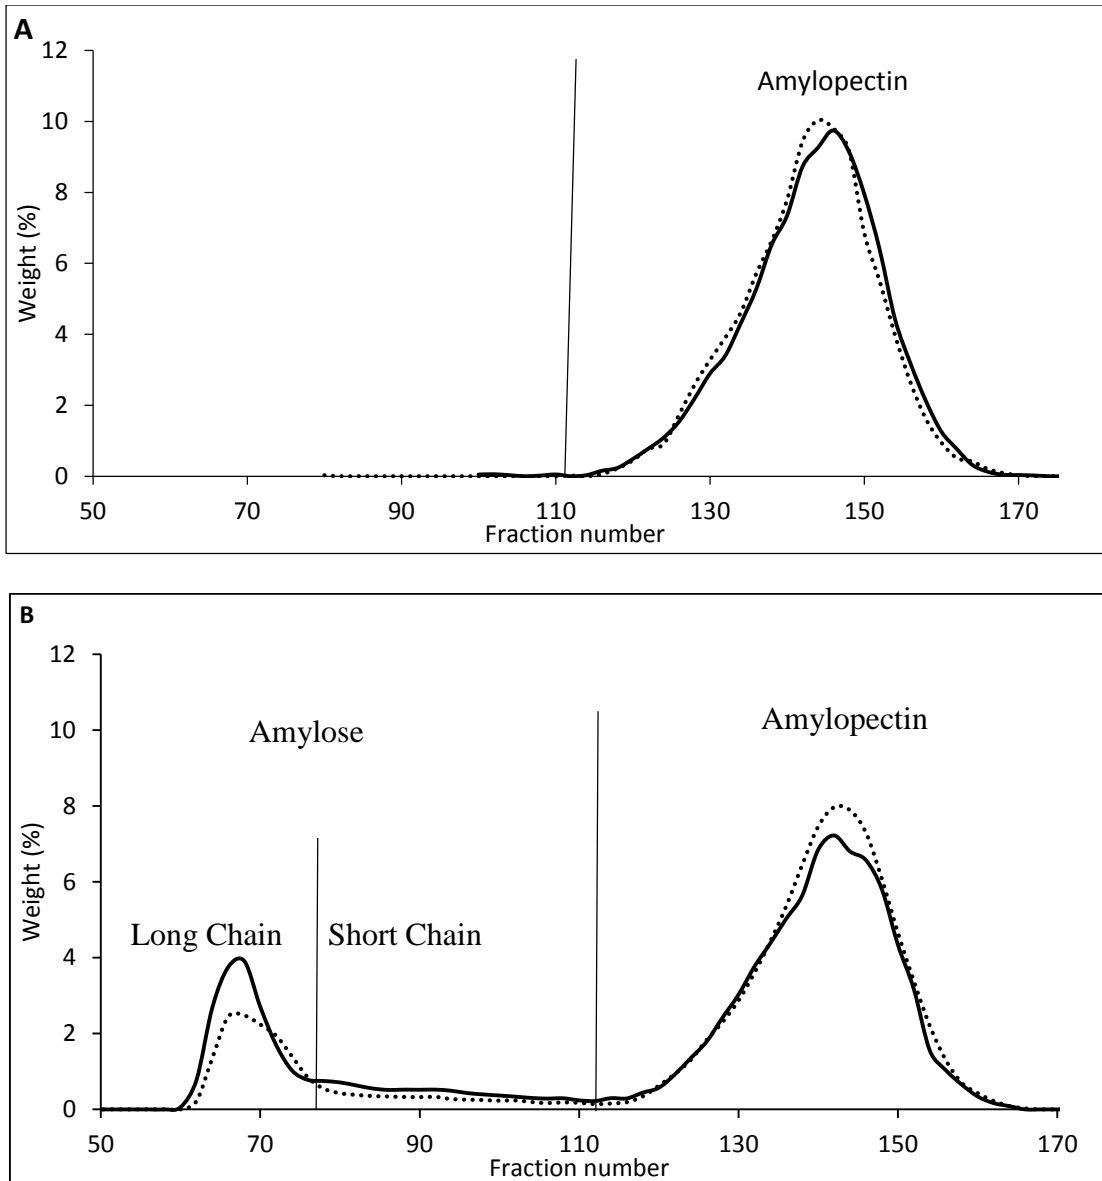 A
12
10
8
6
4
2
0
Weight (%)
Amylopectin
50 70 90 110 130 150 170
Fraction number
B
12
10
8
6
4
2
0
Weight (%)
Amylose
Amylopectin
Long Chain
Short Chain
50 70 90 110 130 150 170
Fraction number